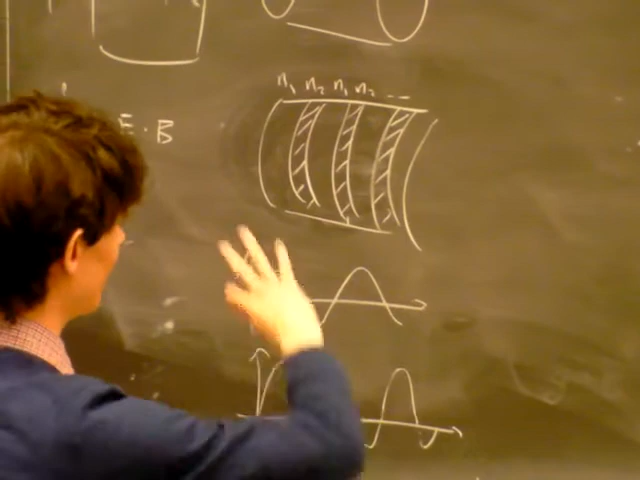 n₁ n₂ n₁ n₂ ...
E · B